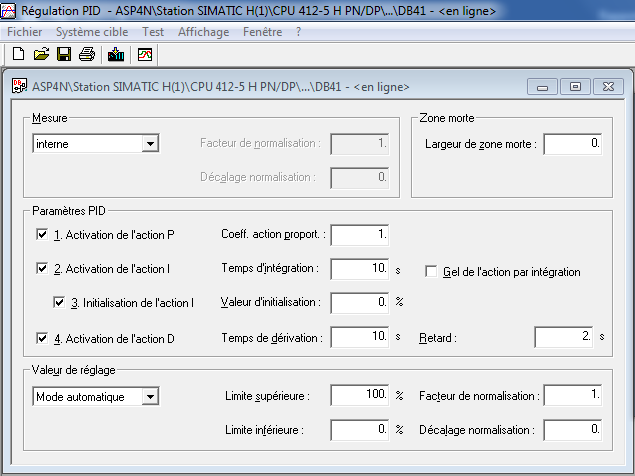 Régulation PID - ASP4N\Station SIMATIC H(1)\CPU 412-5 H PN/DP\...\DB41 - <en ligne>
Fichier Système cible Test Affichage Fenêtre ?
ASP4N\Station SIMATIC H(1)\CPU 412-5 H PN/DP\...\DB41 - <en ligne>
Mesure Zone morte
interne Facteur de normalisation : 1. Largeur de zone morte : 0.
Décalage normalisation : 0.
Paramètres PID
1. Activation de l'action P Coeff. action proport. : 1.
2. Activation de l'action I Temps d'intégration : 10. s Gel de l'action par intégration
3. Initialisation de l'action I Valeur d'initialisation : 0. %
4. Activation de l'action D Temps de dérivation : 10. s Retard : 2. s
Valeur de réglage
Mode automatique Limite supérieure : 100. % Facteur de normalisation : 1.
Limite inférieure : 0. % Décalage normalisation : 0.